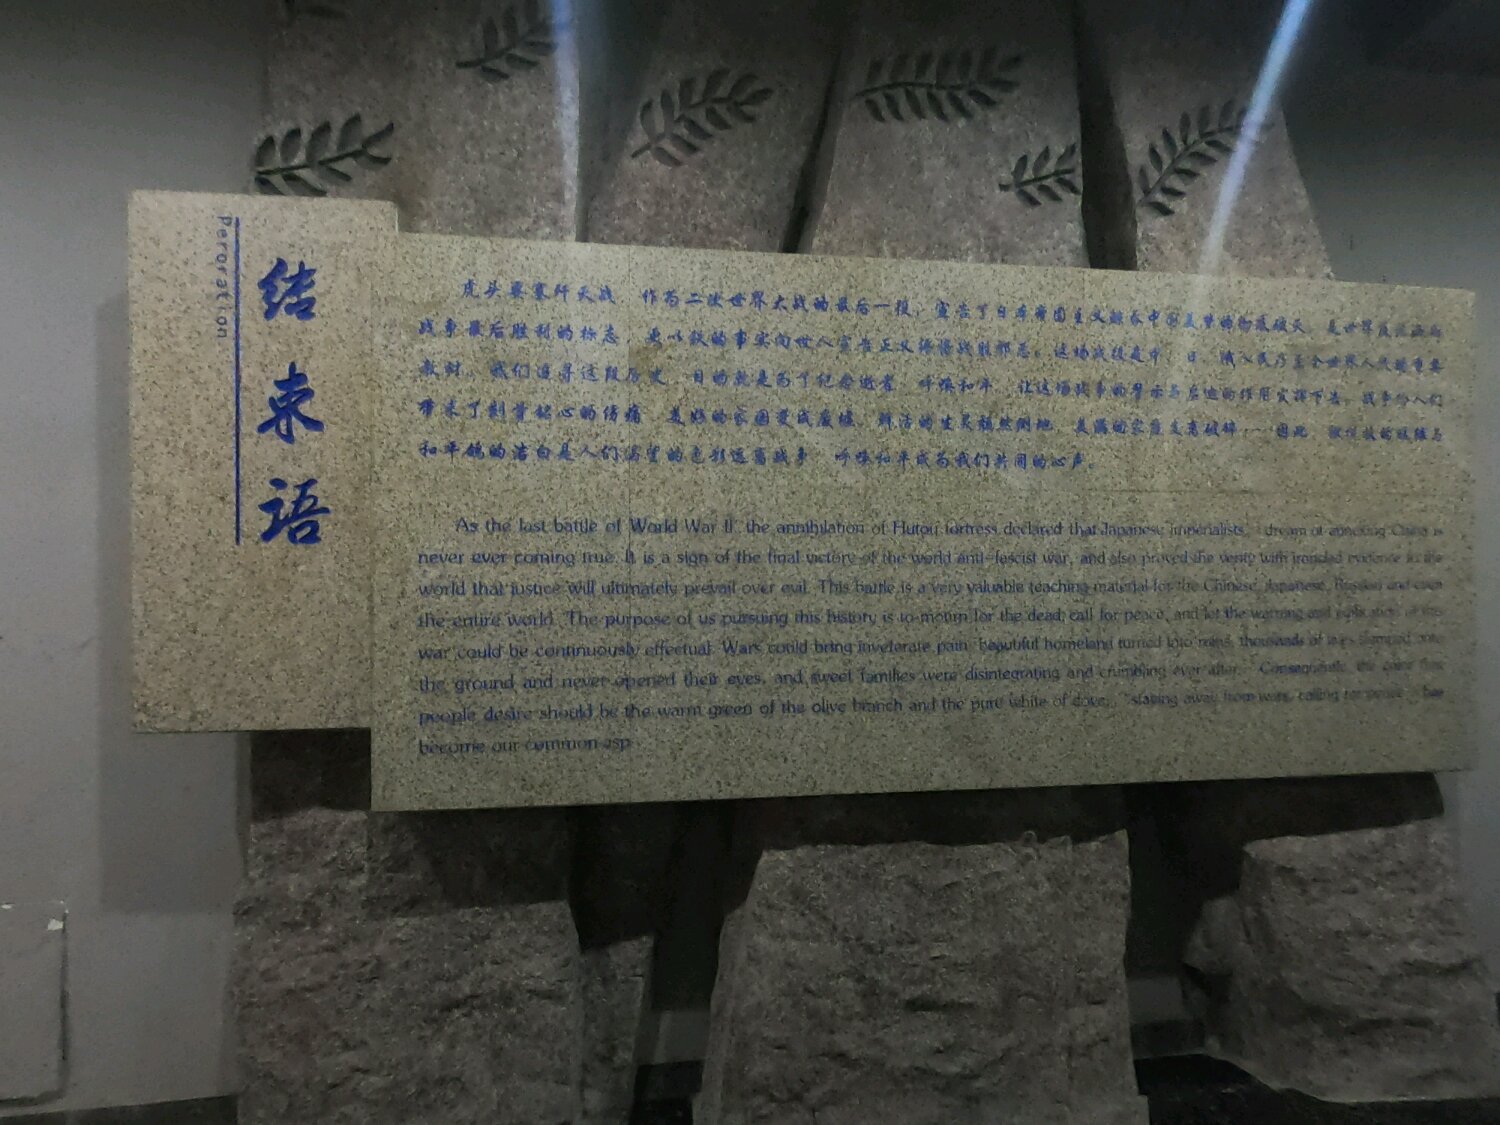 结束语
Peroration
虎头要塞歼灭战 作为二次世界大战的最后一役，宣告了日本帝国主义 中国美梦的彻底破灭，是世界反法西斯
战争最后胜利的标志 更以铁的事实向世人宣告正义终将战胜邪恶。这场战役是中、日、俄人民乃至全世界人民 重要
教材。我们追寻这段历史 目的就是为了纪念逝者 呼唤和平 让这场战争的警示与启迪的作用发挥下去。战争给人们
带来了刻骨铭心的伤痛 美好的家园变成废墟 鲜活的生灵 倒地 美满的家庭支离破碎 因此 橄榄枝的 与
和平鸽的洁白是人们渴望的色彩远离战争 呼唤和平成为我们共同的心声。
As the last battle of World War II, the annihilation of Hutou fortress declared that Japanese imperialists, dream of annexing China is
never ever coming true. It is a sign of the final victory of the world anti-fascist war, and also proved the verity with ironclad evidence to the
world that justice will ultimately prevail over evil. This battle is a very valuable teaching material for the Chinese, Japanese, Russian and even
the entire world. The purpose of us pursuing this history is to mourn for the dead, call for peace, and let the warning and of this
war could be continuously effectual. Wars could bring inveterate pain: beautiful homeland turned into ruins, thousands of lives slumped onto
the ground and never opened their eyes, and sweet families were disintegrating and crumbling ever after. Consequently, the color that
people desire should be the warm green of the olive branch and the pure white of dove, "staying away from wars, calling for peace" has
become our common asp